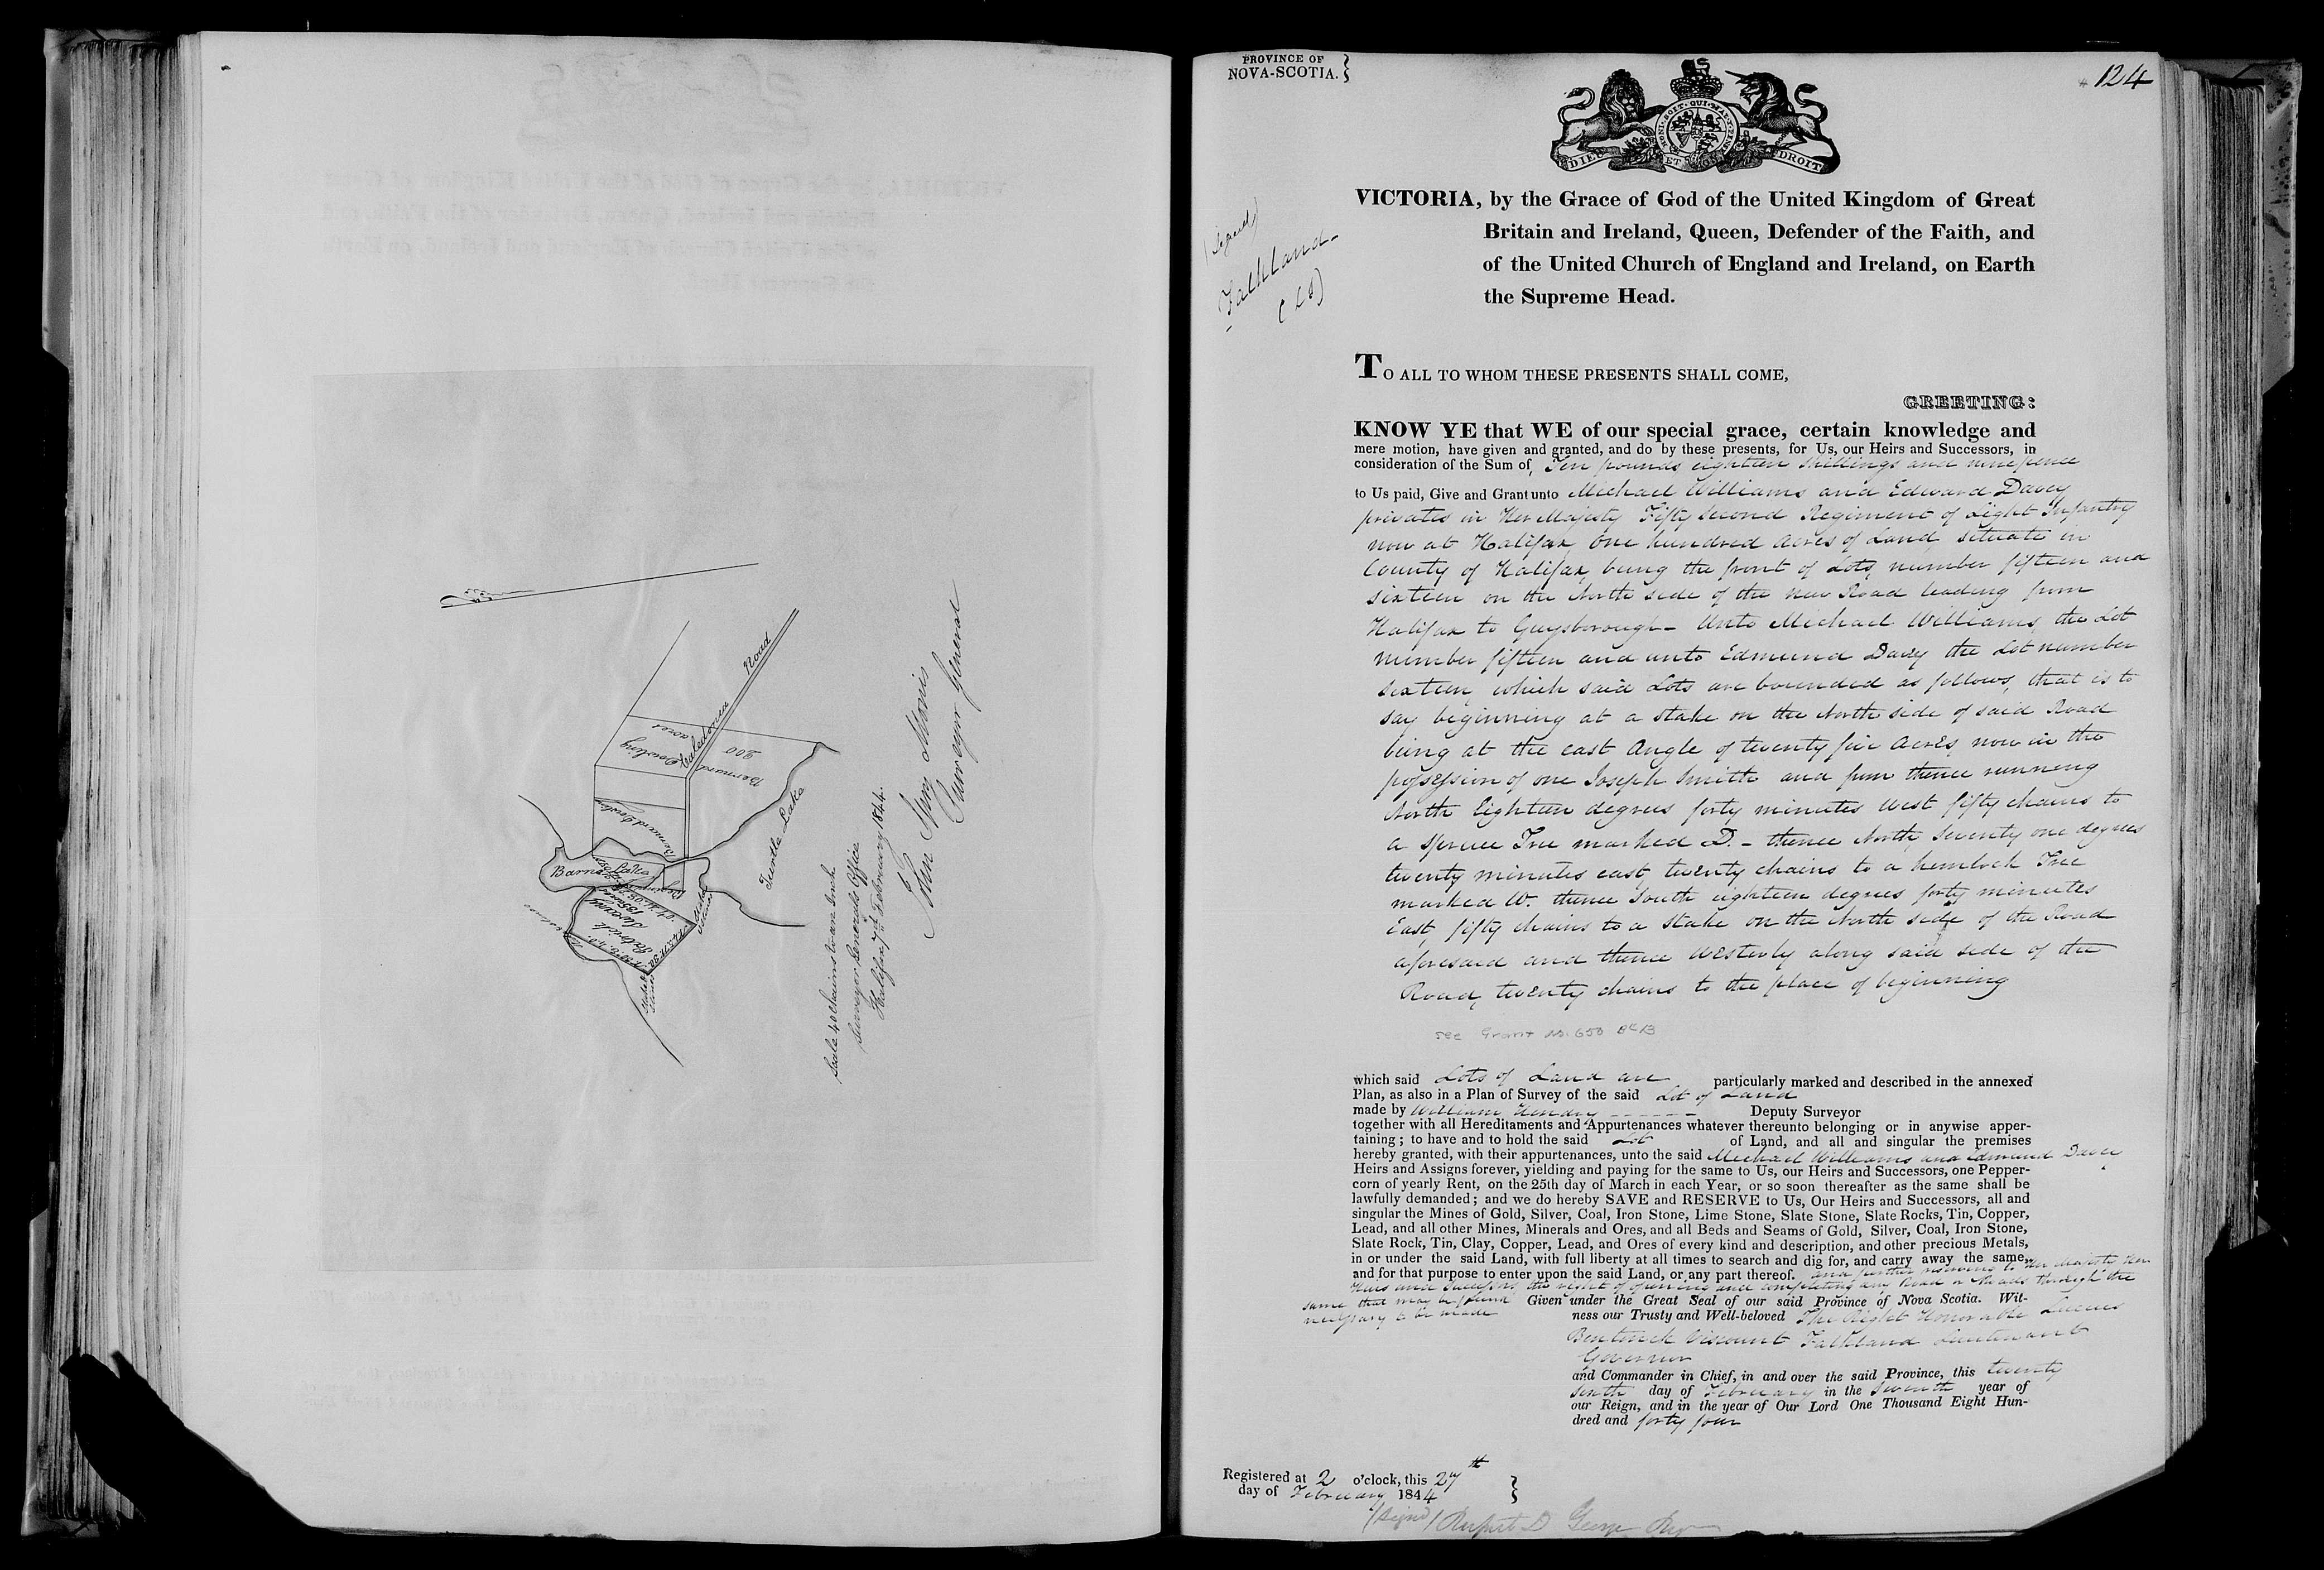 Caledonia Road
Bernard
200
acres
Dowling
Turtle Lake
Barnes Lake
135 acres
Patrick
Scale 40 Chains to an Inch
Surveyor Generals Office
Halifax 7th February 1844.
John Spry Morris
Surveyor General
PROVINCE OF
NOVA-SCOTIA.
124
HONI·SOIT·QUI·MAL·Y·PENSE
DIEU ET MON DROIT
(Signed)
Falkland
(LS)
VICTORIA, by the Grace of God of the United Kingdom of Great
Britain and Ireland, Queen, Defender of the Faith, and
of the United Church of England and Ireland, on Earth
the Supreme Head.
TO ALL TO WHOM THESE PRESENTS SHALL COME,
GREETING:
KNOW YE that WE of our special grace, certain knowledge and
mere motion, have given and granted, and do by these presents, for Us, our Heirs and Successors, in
consideration of the Sum of, Ten pounds eighteen shillings and nine pence
to Us paid, Give and Grant unto Michael Williams and Edward Davey
privates in Her Majesty Fifty second Regiment of Light Infantry
now at Halifax, One hundred Acres of Land, situate in
County of Halifax, being the front of Lots, number fifteen and
sixteen on the North side of the new Road leading from
Halifax to Guysborough - Unto Michael Williams, the Lot
number fifteen and unto Edmund Davey the Lot number
sixteen, which said Lots are bounded as follows, that is to
say beginning at a stake on the North side of said Road
being at the east Angle of twenty five Acres, now in the
possession of one Joseph Smith and from thence running
North Eighteen degrees forty minutes West fifty chains to
a Spruce Tree marked D. - thence North, seventy one degrees
twenty minutes east, twenty chains to a hemlock Tree
marked W. thence South eighteen degrees forty minutes
East, fifty chains to a stake on the North side of the Road
aforesaid and thence Westerly along said side of the
Road, twenty chains to the place of beginning
see Grant No. 650 Bk 13
which said Lots of Land are particularly marked and described in the annexed
Plan, as also in a Plan of Survey of the said Lot of Land
made by William Hendry Deputy Surveyor
together with all Hereditaments and Appurtenances whatever thereunto belonging or in anywise apper-
taining; to have and to hold the said Lot of Land, and all and singular the premises
hereby granted, with their appurtenances, unto the said Michael Williams and Edmund Davey
Heirs and Assigns forever, yielding and paying for the same to Us, our Heirs and Successors, one Pepper-
corn of yearly Rent, on the 25th day of March in each Year, or so soon thereafter as the same shall be
lawfully demanded; and we do hereby SAVE and RESERVE to Us, Our Heirs and Successors, all and
singular the Mines of Gold, Silver, Coal, Iron Stone, Lime Stone, Slate Stone, Slate Rocks, Tin, Copper,
Lead, and all other Mines, Minerals and Ores, and all Beds and Seams of Gold, Silver, Coal, Iron Stone,
Slate Rock, Tin, Clay, Copper, Lead, and Ores of every kind and description, and other precious Metals,
in or under the said Land, with full liberty at all times to search and dig for, and carry away the same,
and for that purpose to enter upon the said Land, or any part thereof. and further reserving to Her Majesty Her
Heirs and Successors the right of opening and completing any Road or Roads through the
same that may be found necessary to be made
Given under the Great Seal of our said Province of Nova Scotia. Wit-
ness our Trusty and Well-beloved The Right Honorable Lucius
Bentinck Viscount Falkland Lieutenant
Governor
and Commander in Chief, in and over the said Province, this twenty
sixth day of February in the Seventh year of
our Reign, and in the year of Our Lord One Thousand Eight Hun-
dred and forty four
Registered at 2 o'clock, this 27th
day of February 1844
(Signd) Rupert D George